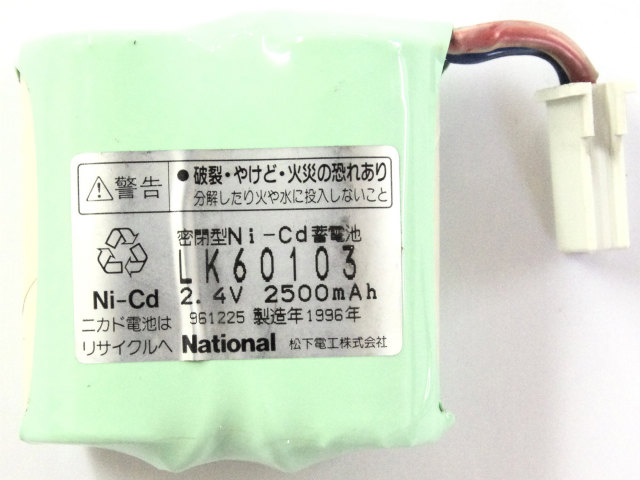 警告
●破裂・やけど・火災の恐れあり
分解したり火や水に投入しないこと
密閉型Ni-Cd蓄電池
LK60103
Ni-Cd
2.4V 2500mAh
ニカド電池は
リサイクルへ
961225 製造年1996年
National 松下電工株式会社